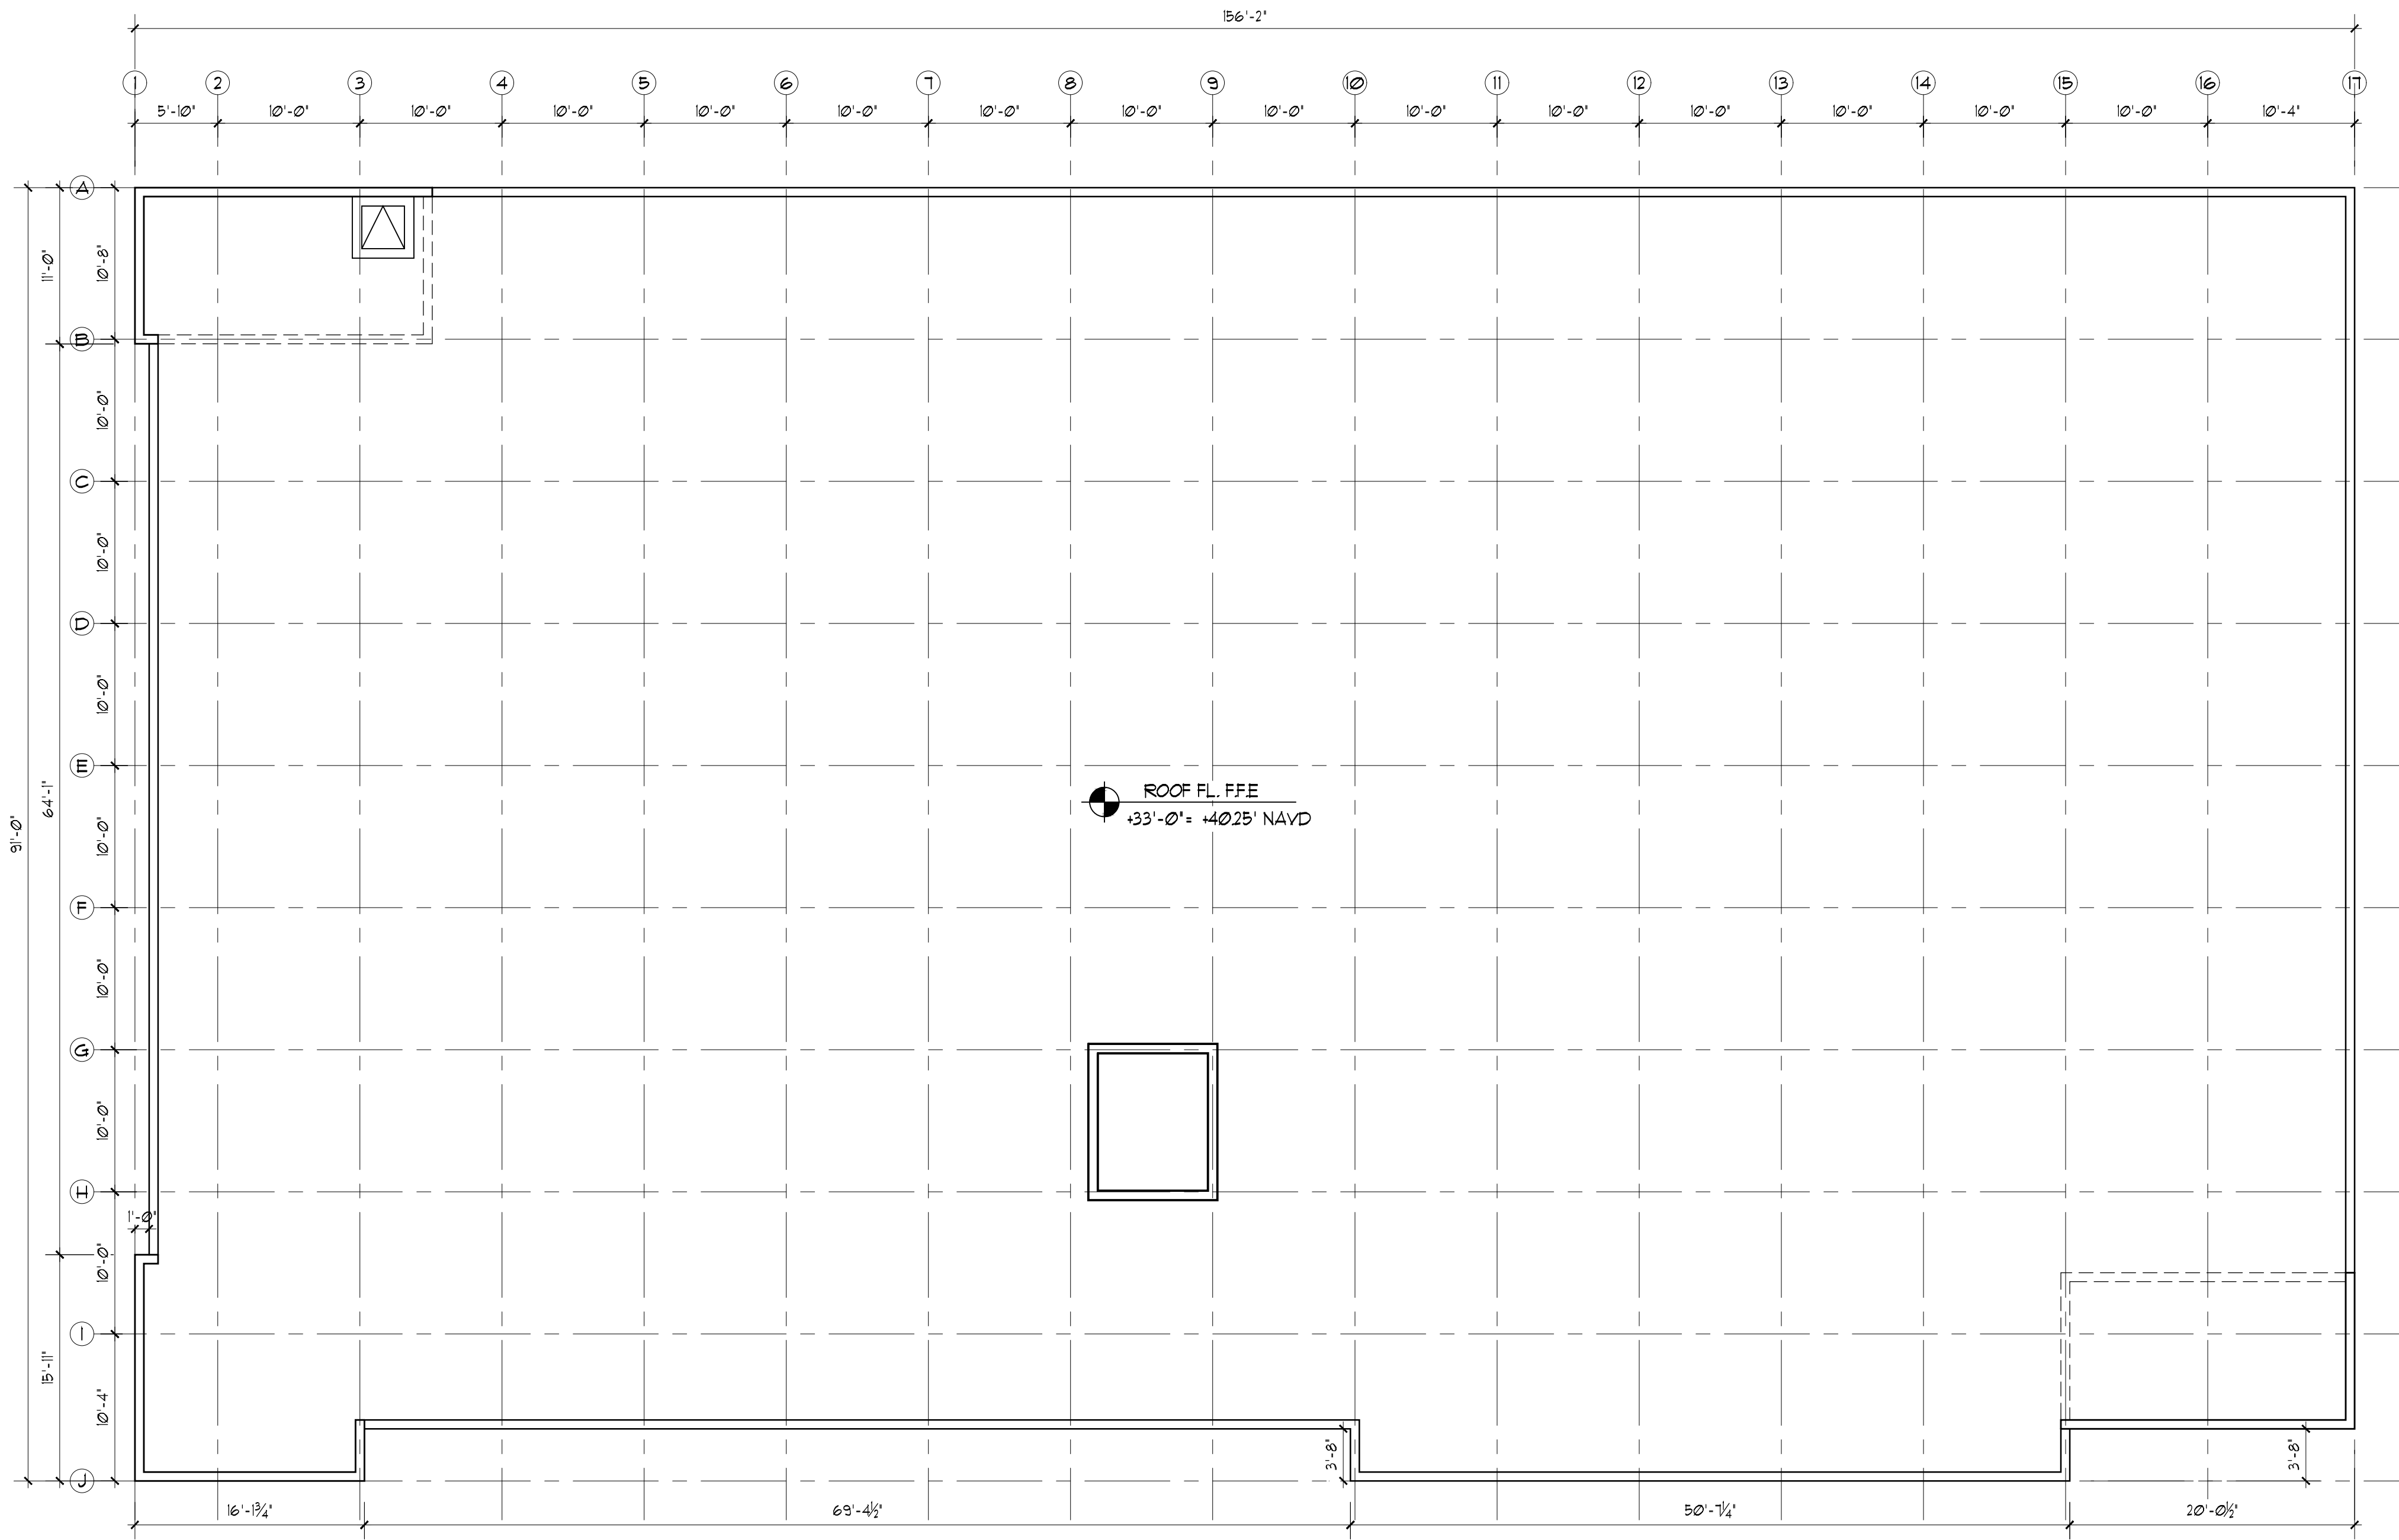 156'-2"
1 2 3 4 5 6 7 8 9 10 11 12 13 14 15 16 17
5'-10" 10'-0" 10'-0" 10'-0" 10'-0" 10'-0" 10'-0" 10'-0" 10'-0" 10'-0" 10'-0" 10'-0" 10'-0" 10'-0" 10'-0" 10'-4"
A
11'-0"
10'-8"
B
10'-0"
C
10'-0"
D
10'-0"
E
64'-1"
91'-0"
10'-0"
ROOF FL. F.F.E
+33'-0"= +40.25' NAVD
F
10'-0"
G
10'-0"
H
1'-0"
10'-0"
I
15'-11"
10'-4"
3'-8"
3'-8"
J
16'-1¾" 69'-4½" 50'-7¼" 20'-0½"